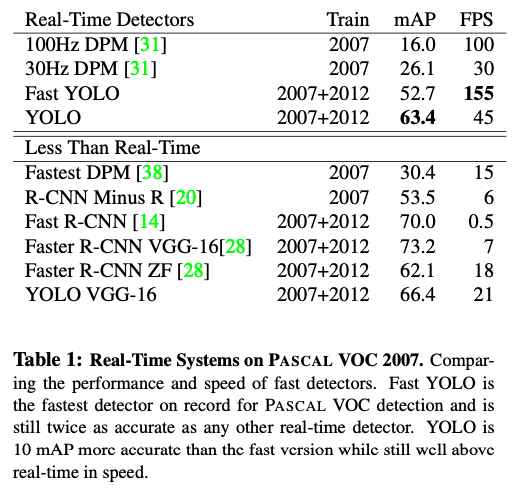 Real-Time Detectors Train mAP FPS
100Hz DPM [31] 2007 16.0 100
30Hz DPM [31] 2007 26.1 30
Fast YOLO 2007+2012 52.7 155
YOLO 2007+2012 63.4 45
Less Than Real-Time
Fastest DPM [38] 2007 30.4 15
R-CNN Minus R [20] 2007 53.5 6
Fast R-CNN [14] 2007+2012 70.0 0.5
Faster R-CNN VGG-16[28] 2007+2012 73.2 7
Faster R-CNN ZF [28] 2007+2012 62.1 18
YOLO VGG-16 2007+2012 66.4 21
Table 1: Real-Time Systems on PASCAL VOC 2007. Compar-
ing the performance and speed of fast detectors. Fast YOLO is
the fastest detector on record for PASCAL VOC detection and is
still twice as accurate as any other real-time detector. YOLO is
10 mAP more accurate than the fast version while still well above
real-time in speed.